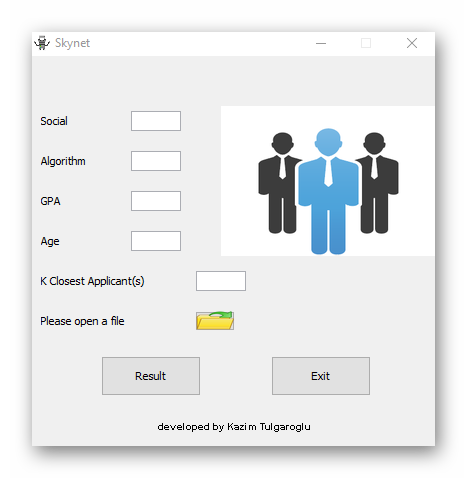 Skynet
Social
Algorithm
GPA
Age
K Closest Applicant(s)
Please open a file
Result
Exit
developed by Kazim Tulgaroglu